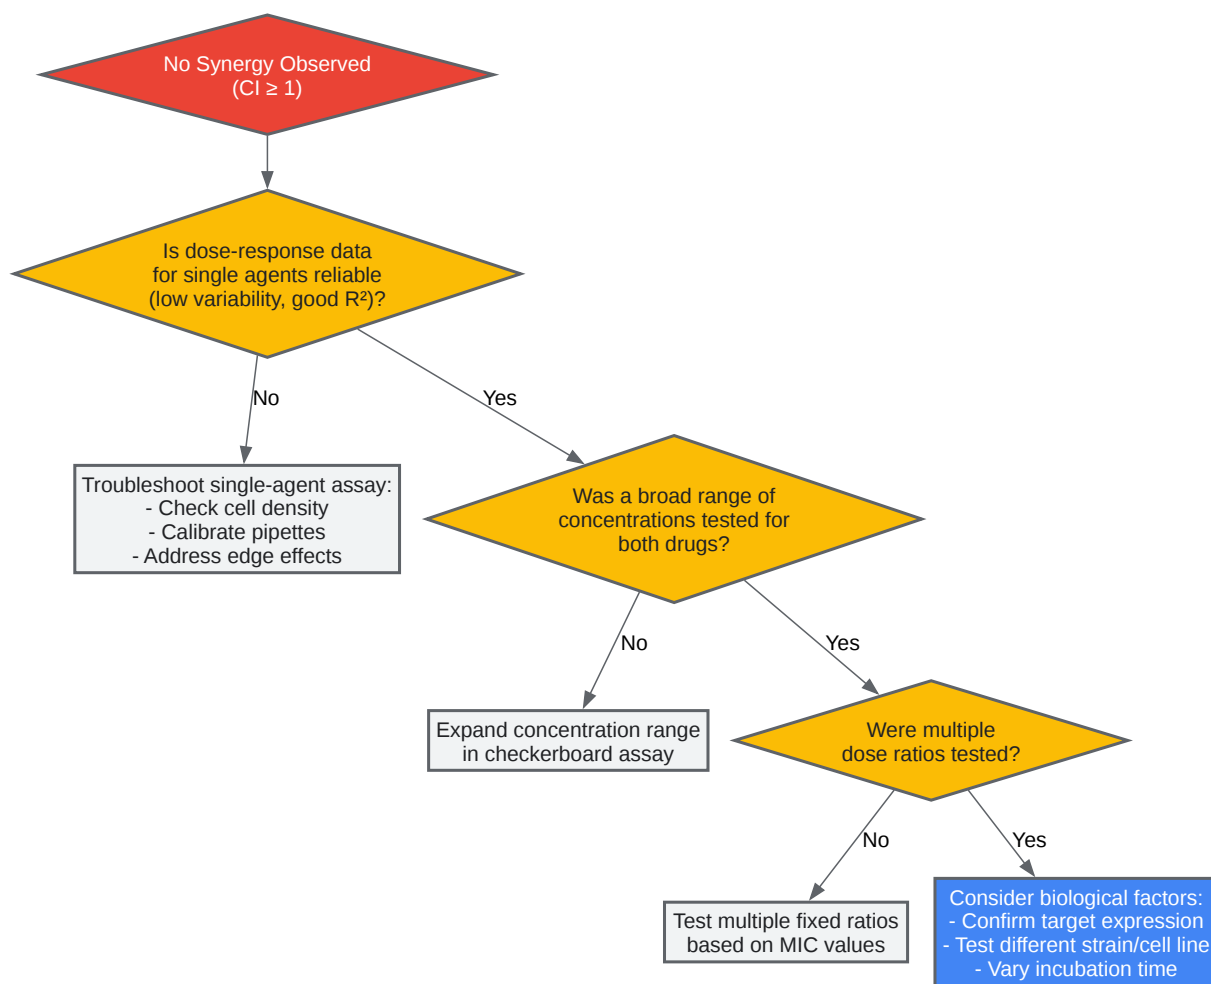 No Synergy Observed
(CI ≥ 1)
Is dose-response data
for single agents reliable
(low variability, good R²)?
No
Yes
Troubleshoot single-agent assay:
- Check cell density
- Calibrate pipettes
- Address edge effects
Was a broad range of
concentrations tested for
both drugs?
No
Yes
Expand concentration range
in checkerboard assay
Were multiple
dose ratios tested?
No
Yes
Test multiple fixed ratios
based on MIC values
Consider biological factors:
- Confirm target expression
- Test different strain/cell line
- Vary incubation time